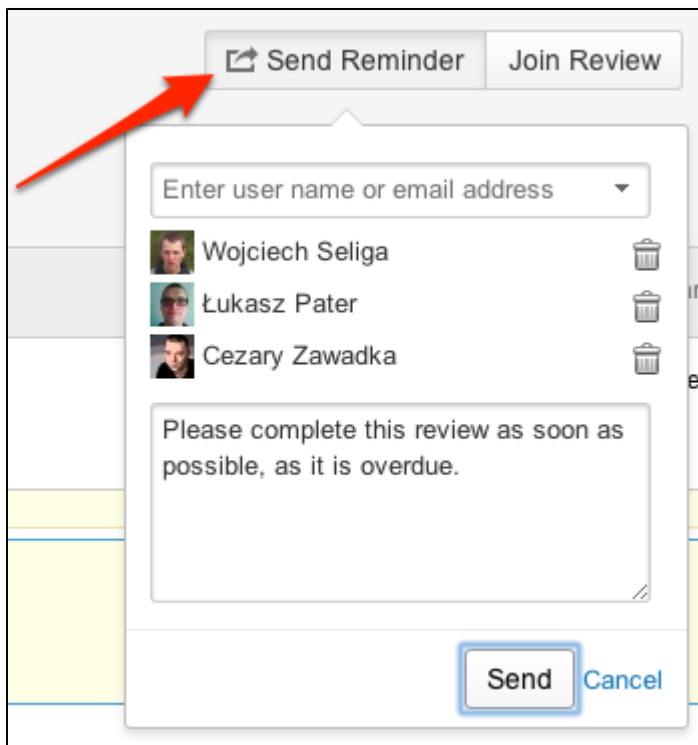 Send Reminder Join Review
Enter user name or email address
Wojciech Seliga
Łukasz Pater
Cezary Zawadka
Please complete this review as soon as
possible, as it is overdue.
Send Cancel